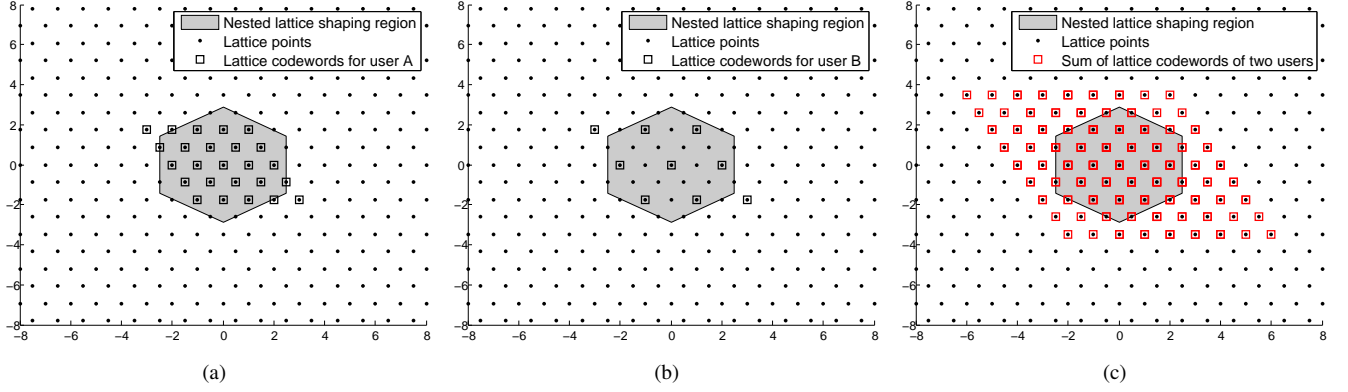 8
6
4
2
0
−2
−4
−6
−8
−8 −6 −4 −2 0 2 4 6 8
Nested lattice shaping region
Lattice points
Lattice codewords for user A
(a)
8
6
4
2
0
−2
−4
−6
−8
−8 −6 −4 −2 0 2 4 6 8
Nested lattice shaping region
Lattice points
Lattice codewords for user B
(b)
8
6
4
2
0
−2
−4
−6
−8
−8 −6 −4 −2 0 2 4 6 8
Nested lattice shaping region
Lattice points
Sum of lattice codewords of two users
(c)